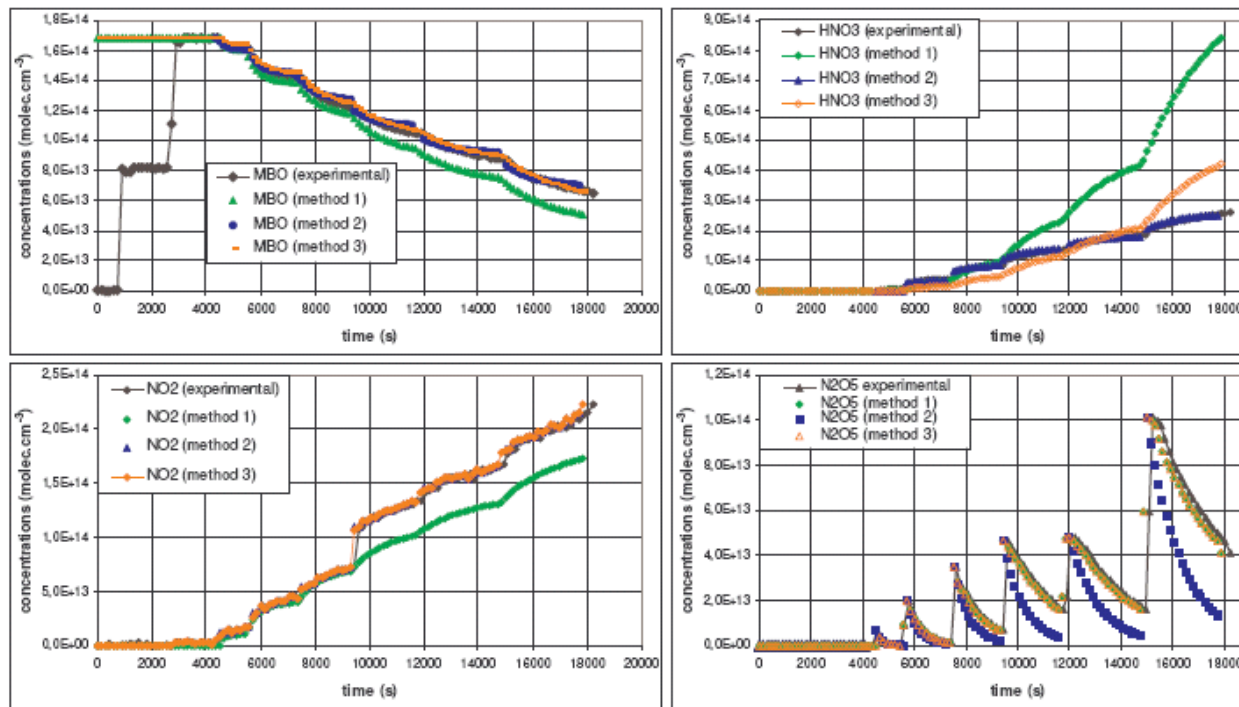 concentrations (molec.cm⁻³)
1,8E+14
1,6E+14
1,4E+14
1,2E+14
1,0E+14
8,0E+13
6,0E+13
4,0E+13
2,0E+13
0,0E+00
MBO (experimental)
MBO (method 1)
MBO (method 2)
MBO (method 3)
0 2000 4000 6000 8000 10000 12000 14000 16000 18000 20000
time (s)
concentrations (molec.cm⁻³)
9,0E+14
8,0E+14
7,0E+14
6,0E+14
5,0E+14
4,0E+14
3,0E+14
2,0E+14
1,0E+14
0,0E+00
HNO3 (experimental)
HNO3 (method 1)
HNO3 (method 2)
HNO3 (method 3)
0 2000 4000 6000 8000 10000 12000 14000 16000 18000
time (s)
concentrations (molec.cm⁻³)
2,5E+14
2,0E+14
1,5E+14
1,0E+14
5,0E+13
0,0E+00
NO2 (experimental)
NO2 (method 1)
NO2 (method 2)
NO2 (method 3)
0 2000 4000 6000 8000 10000 12000 14000 16000 18000 20000
time (s)
concentrations (molec.cm⁻³)
1,2E+14
1,0E+14
8,0E+13
6,0E+13
4,0E+13
2,0E+13
0,0E+00
N2O5 experimental
N2O5 (method 1)
N2O5 (method 2)
N2O5 (method 3)
0 2000 4000 6000 8000 10000 12000 14000 16000 18000
time (s)